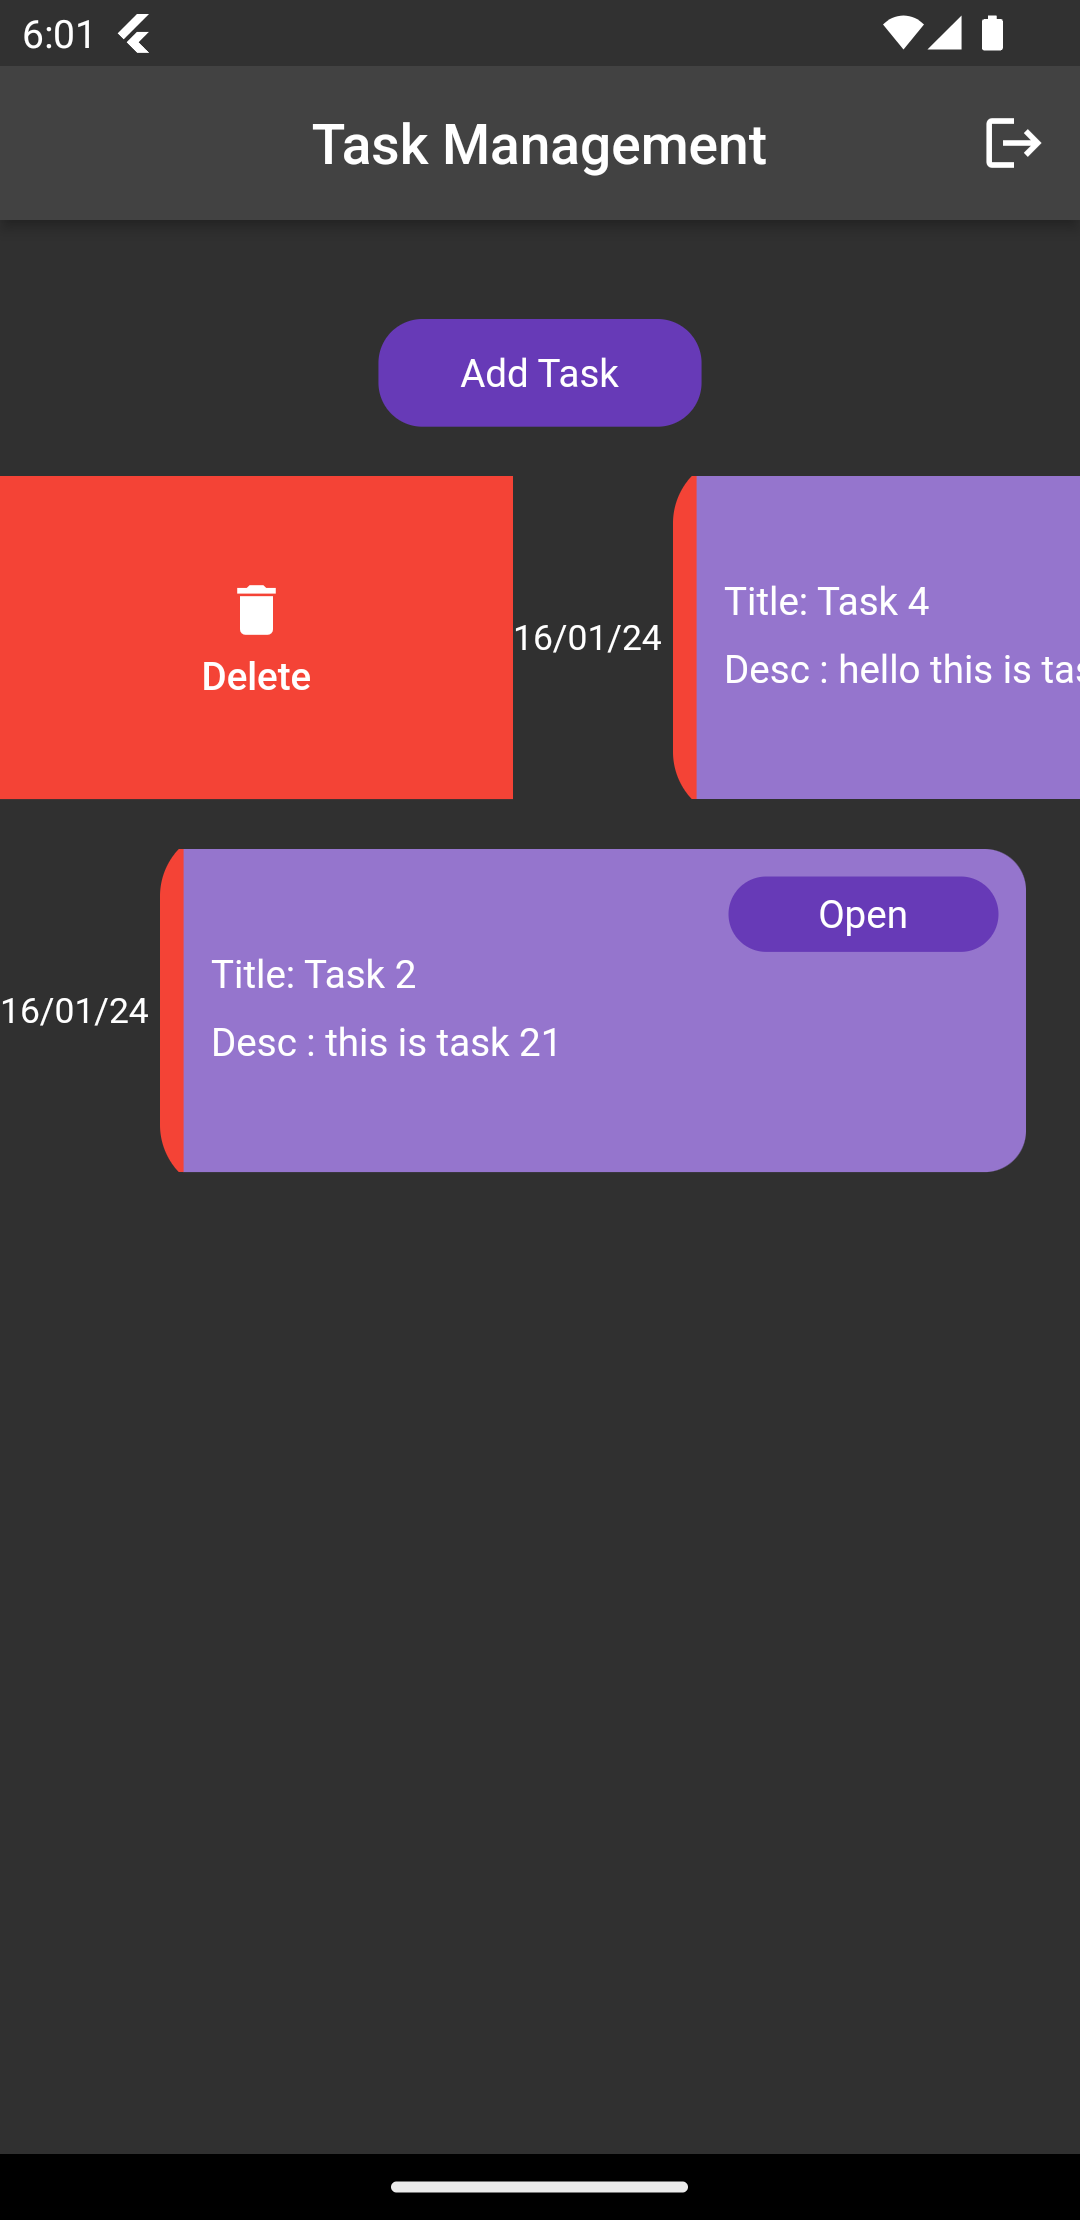 6:01
Task Management
Add Task
Delete
16/01/24
Title: Task 4
Desc : hello this is tas
Open
16/01/24
Title: Task 2
Desc : this is task 21